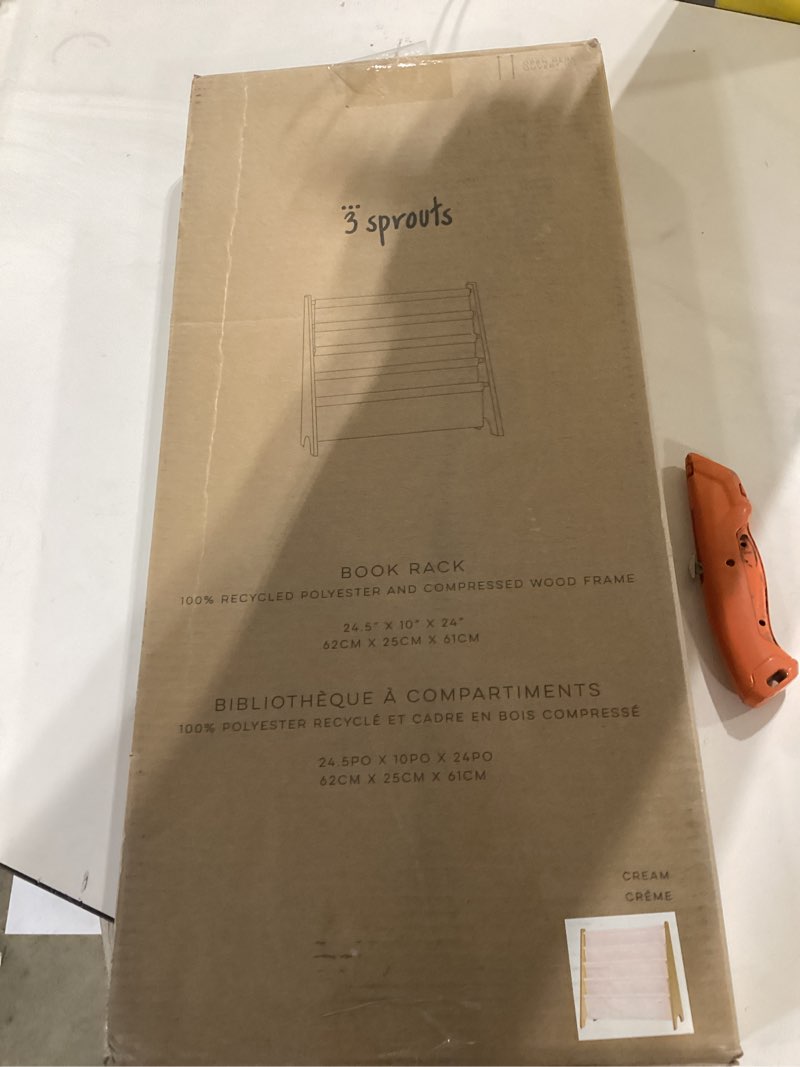 3 sprouts
BOOK RACK
100% RECYCLED POLYESTER AND COMPRESSED WOOD FRAME
24.5" X 10" X 24"
62CM X 25CM X 61CM
BIBLIOTHÈQUE À COMPARTIMENTS
100% POLYESTER RECYCLÉ ET CADRE EN BOIS COMPRESSÉ
24.5PO X 10PO X 24PO
62CM X 25CM X 61CM
CREAM
CRÈME